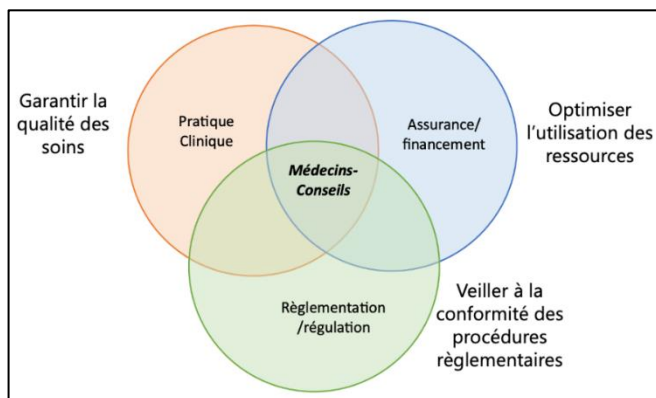 Garantir la
qualité des
soins
Pratique
Clinique
Assurance/
financement
Optimiser
l'utilisation des
ressources
Médecins-
Conseils
Règlementation
/régulation
Veiller à la
conformité des
procédures
règlementaires